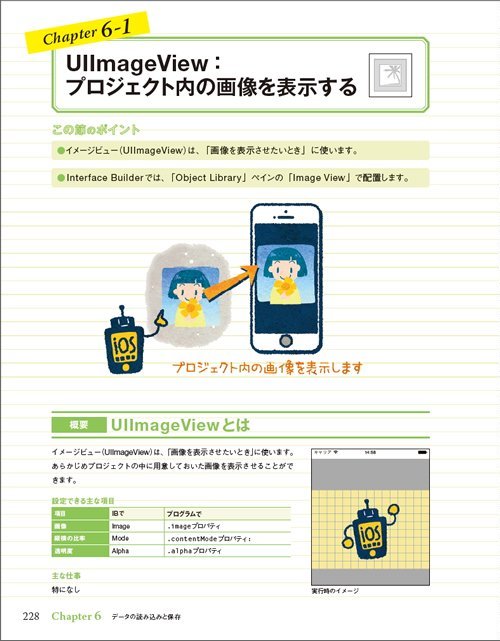 Chapter 6-1
UIImageView：
プロジェクト内の画像を表示する
この節のポイント
●イメージビュー（UIImageView）は、「画像を表示させたいとき」に使います。
●Interface Builderでは、「Object Library」ペインの「Image View」で配置します。
iOS
プロジェクト内の画像を表示します
概要 UIImageViewとは
イメージビュー（UIImageView）は、「画像を表示させたいとき」に使います。
あらかじめプロジェクトの中に用意しておいた画像を表示させることがで
きます。
設定できる主な項目
項目 IBで プログラムで
画像 Image .imageプロパティ
縦横の比率 Mode .contentModeプロパティ：
透明度 Alpha .alphaプロパティ
主な仕事
特になし
キャリア 14:58
iOS
実行時のイメージ
228 Chapter 6 データの読み込みと保存